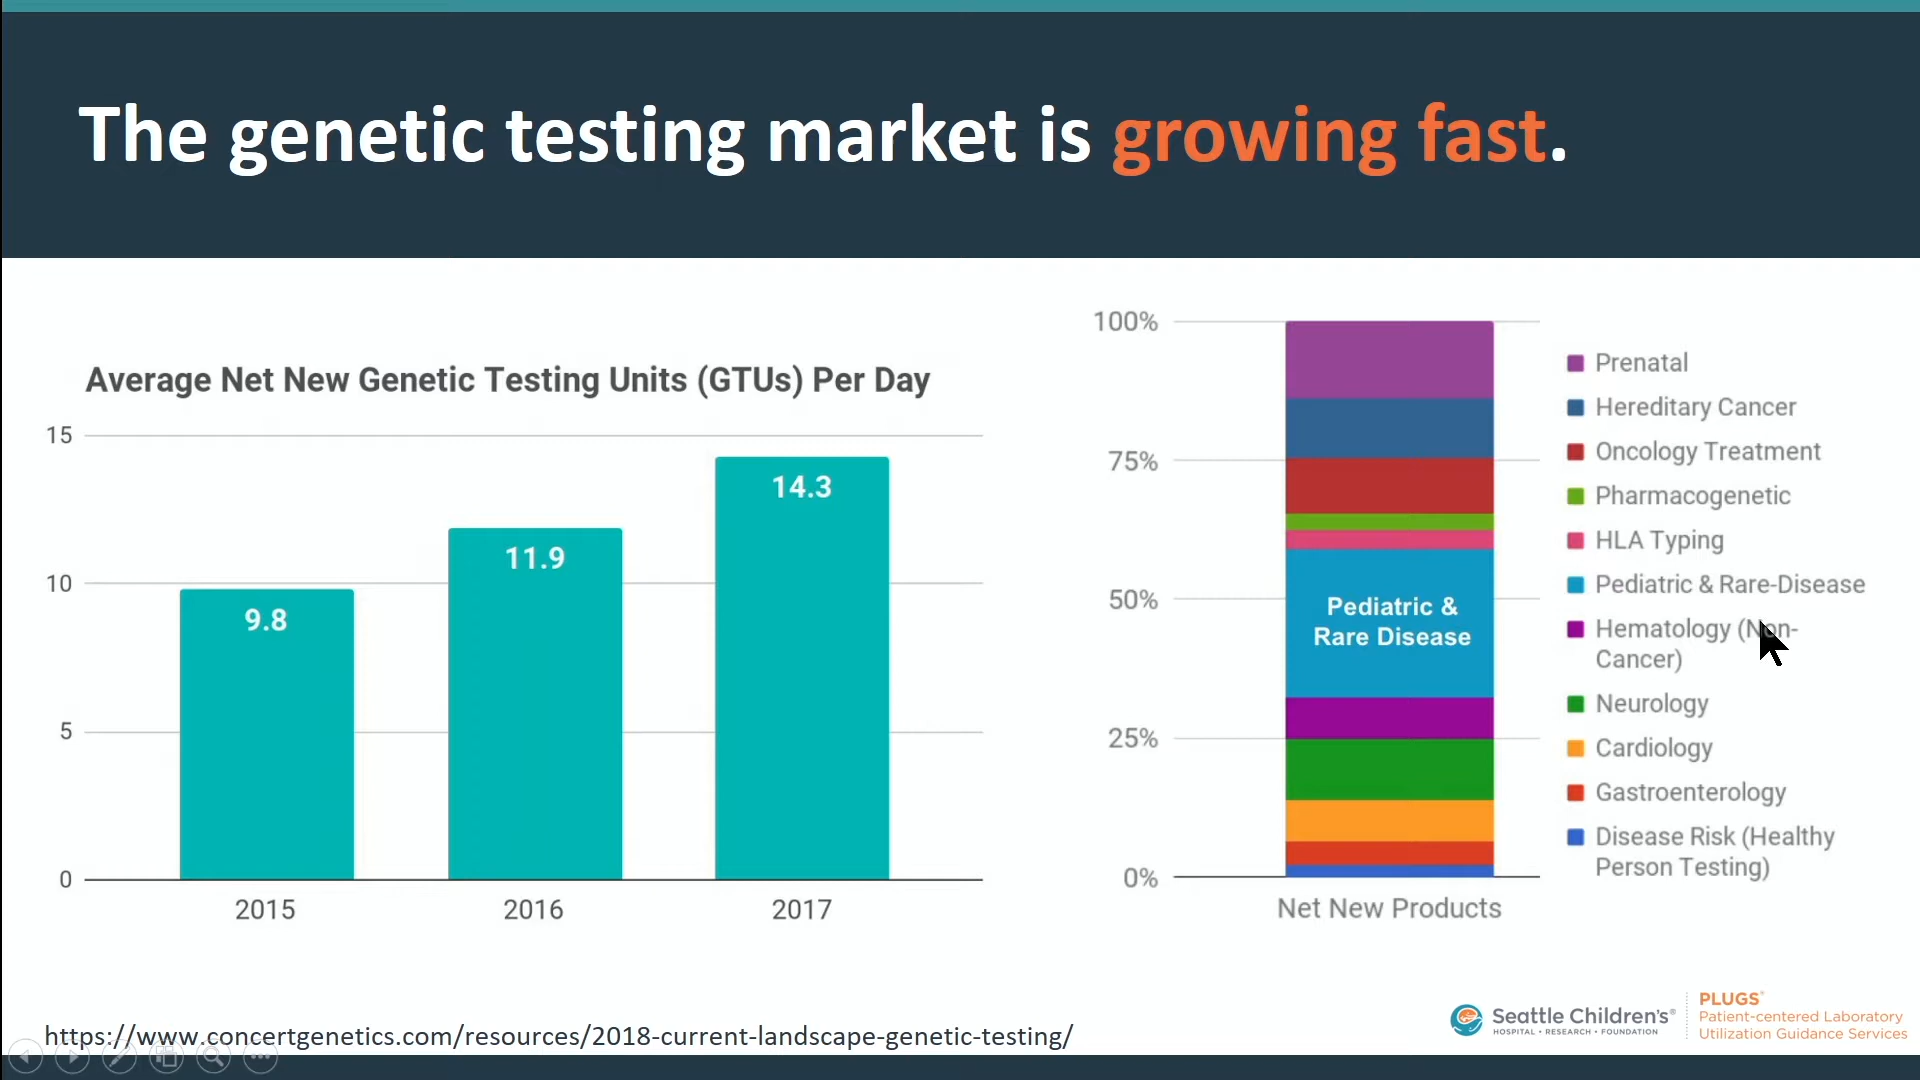 The genetic testing market is growing fast.
Average Net New Genetic Testing Units (GTUs) Per Day
15
10
5
0
9.8
11.9
14.3
2015
2016
2017
100%
75%
50%
25%
0%
Pediatric &
Rare Disease
Net New Products
Prenatal
Hereditary Cancer
Oncology Treatment
Pharmacogenetic
HLA Typing
Pediatric & Rare-Disease
Hematology (Non-
Cancer)
Neurology
Cardiology
Gastroenterology
Disease Risk (Healthy
Person Testing)
https://www.concertgenetics.com/resources/2018-current-landscape-genetic-testing/
Seattle Children's®
HOSPITAL • RESEARCH • FOUNDATION
PLUGS®
Patient-centered Laboratory
Utilization Guidance Services